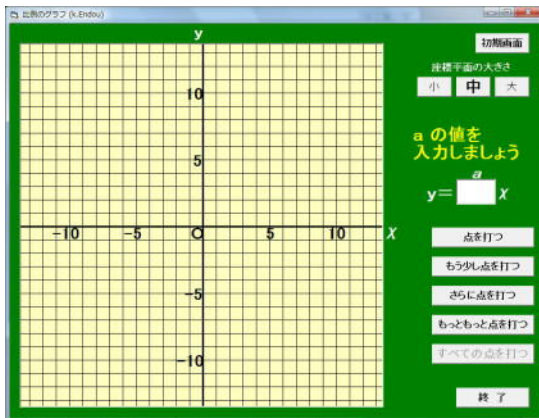 比例のグラフ (k.Endou)
初期画面
座標平面の大きさ
小 中 大
a の値を
入力しましょう
a
y= x
点を打つ
もう少し点を打つ
さらに点を打つ
もっともっと点を打つ
すべての点を打つ
終 了
y
10
5
-10 -5 O 5 10 x
-5
-10